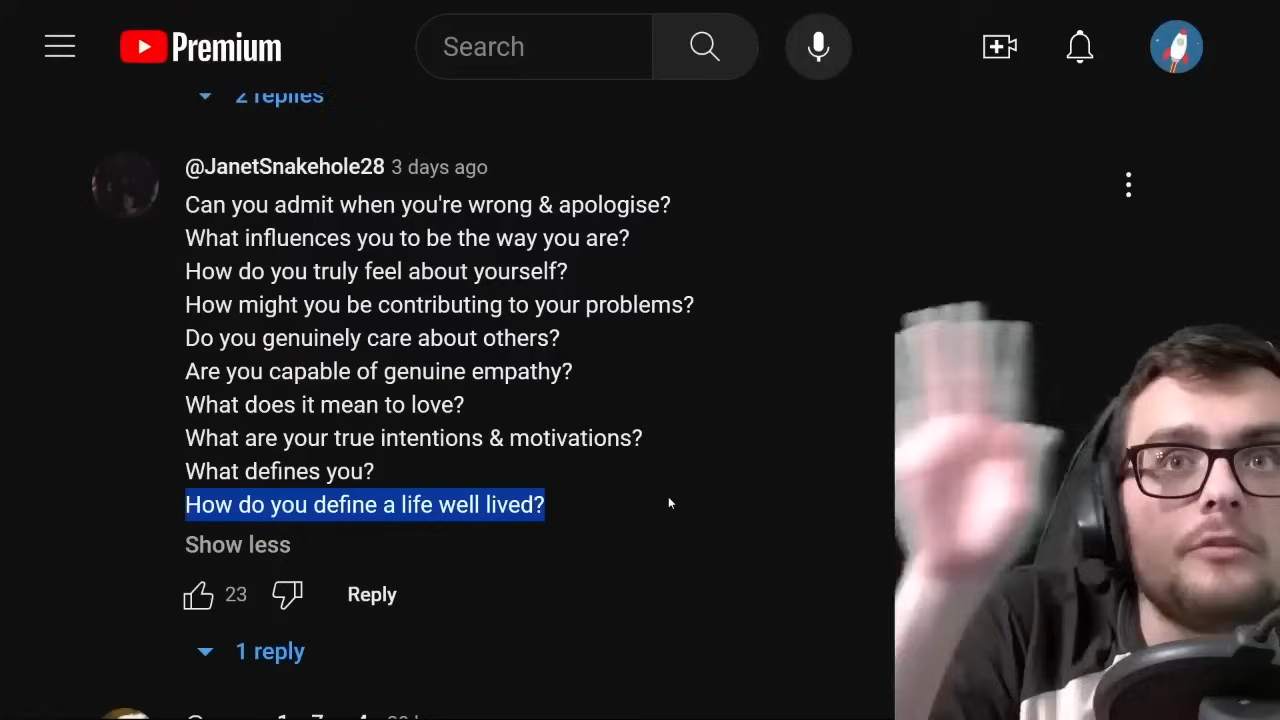 Premium
Search
2 replies
@JanetSnakehole28 3 days ago
Can you admit when you're wrong & apologise?
What influences you to be the way you are?
How do you truly feel about yourself?
How might you be contributing to your problems?
Do you genuinely care about others?
Are you capable of genuine empathy?
What does it mean to love?
What are your true intentions & motivations?
What defines you?
How do you define a life well lived?
Show less
23
Reply
1 reply